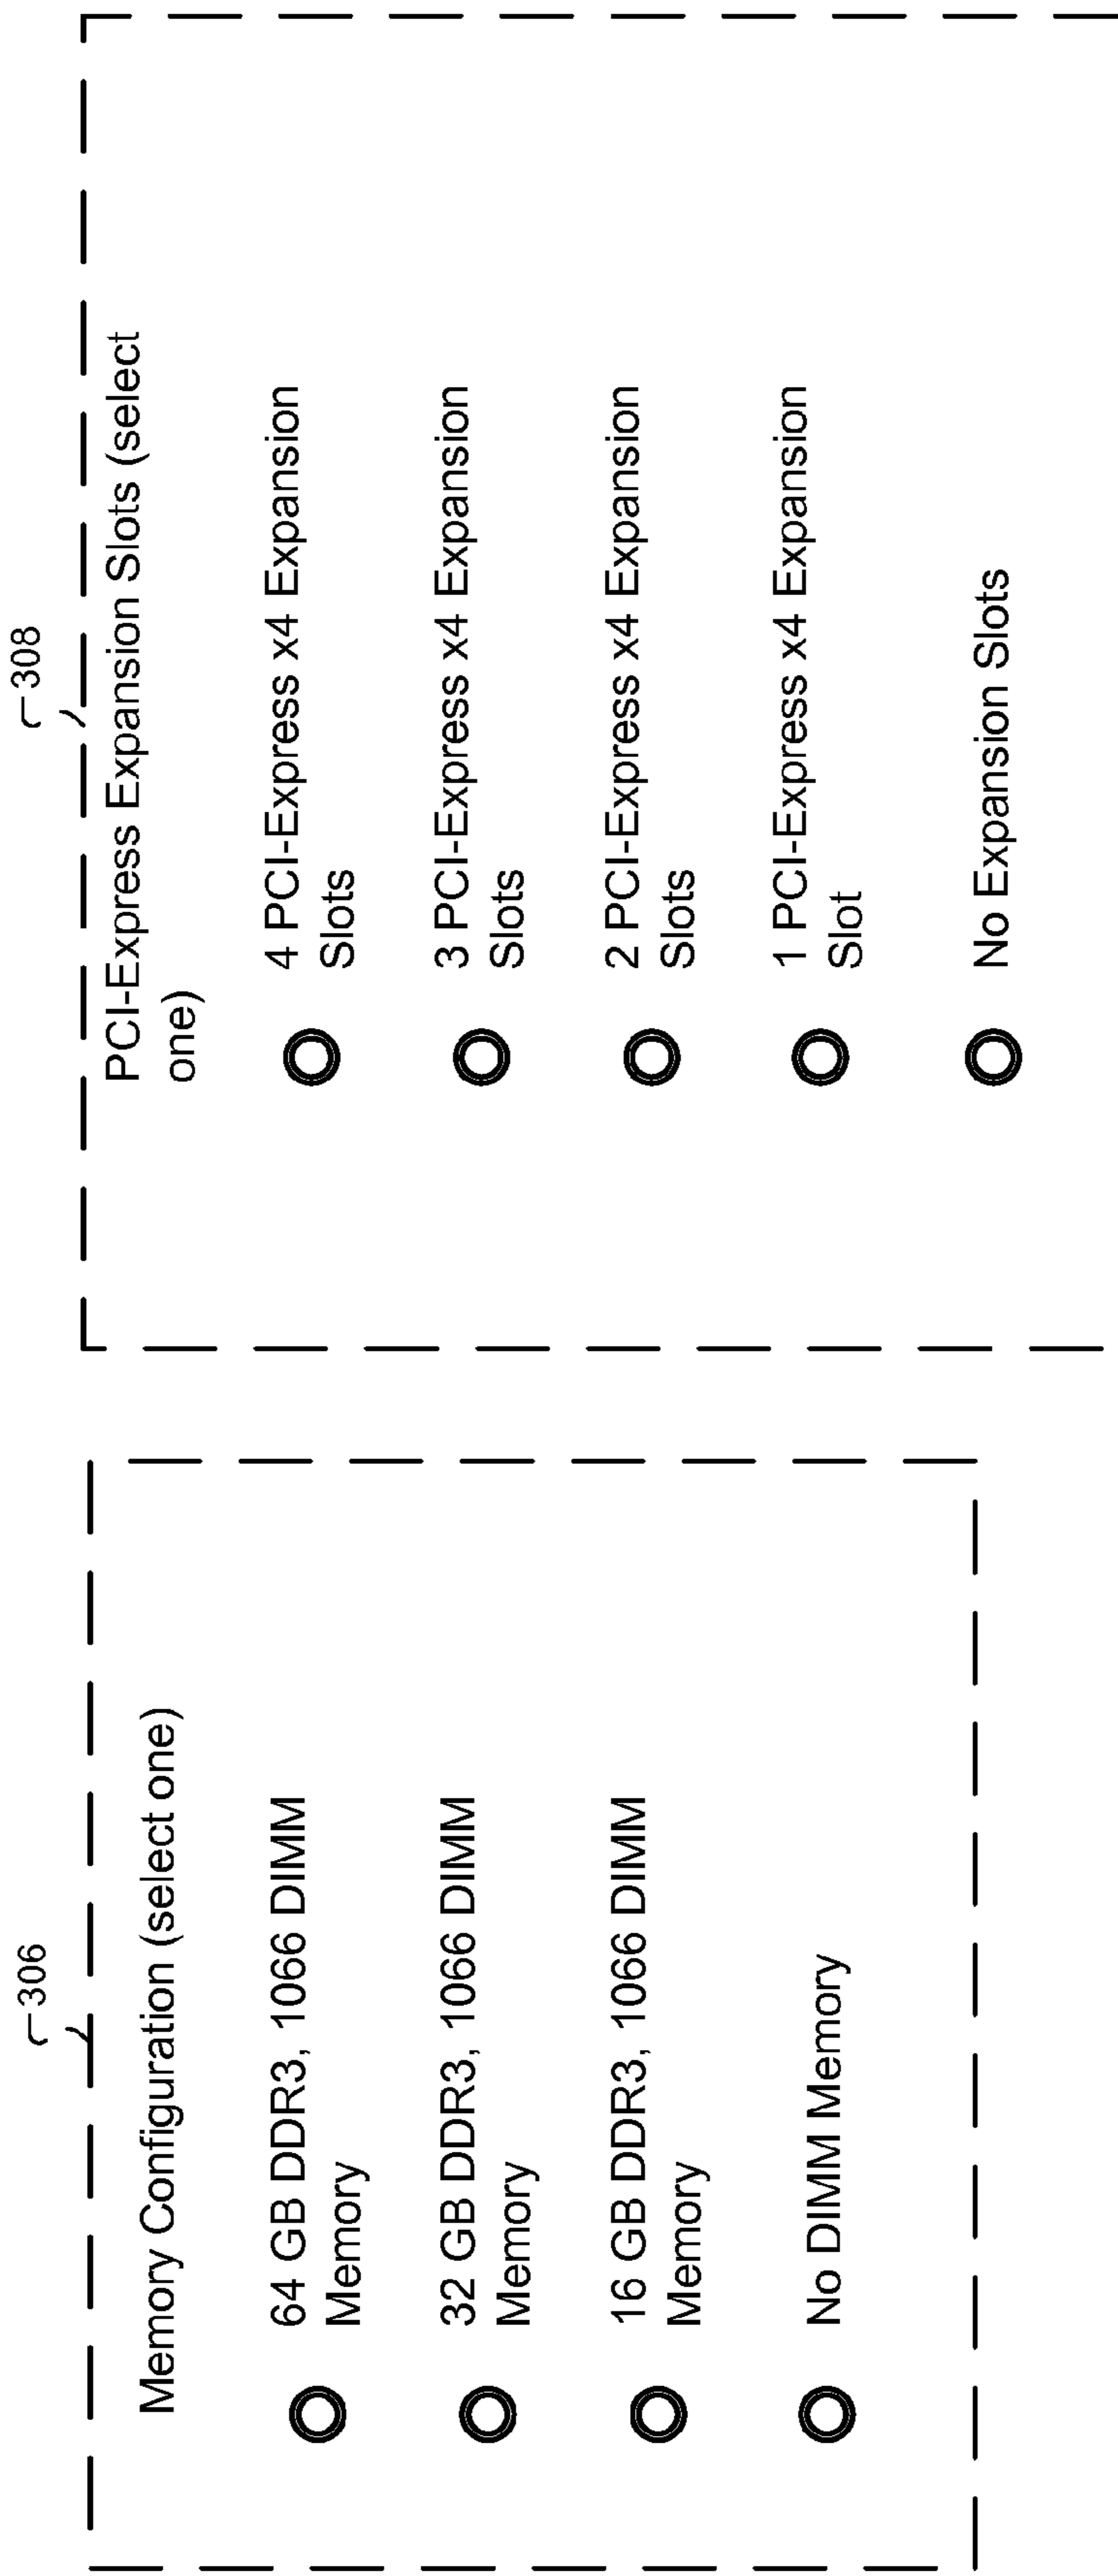 306
Memory Configuration (select one)
64 GB DDR3, 1066 DIMM
Memory
32 GB DDR3, 1066 DIMM
Memory
16 GB DDR3, 1066 DIMM
Memory
No DIMM Memory
308
PCI-Express Expansion Slots (select
one)
4 PCI-Express x4 Expansion
Slots
3 PCI-Express x4 Expansion
Slots
2 PCI-Express x4 Expansion
Slots
1 PCI-Express x4 Expansion
Slot
No Expansion Slots